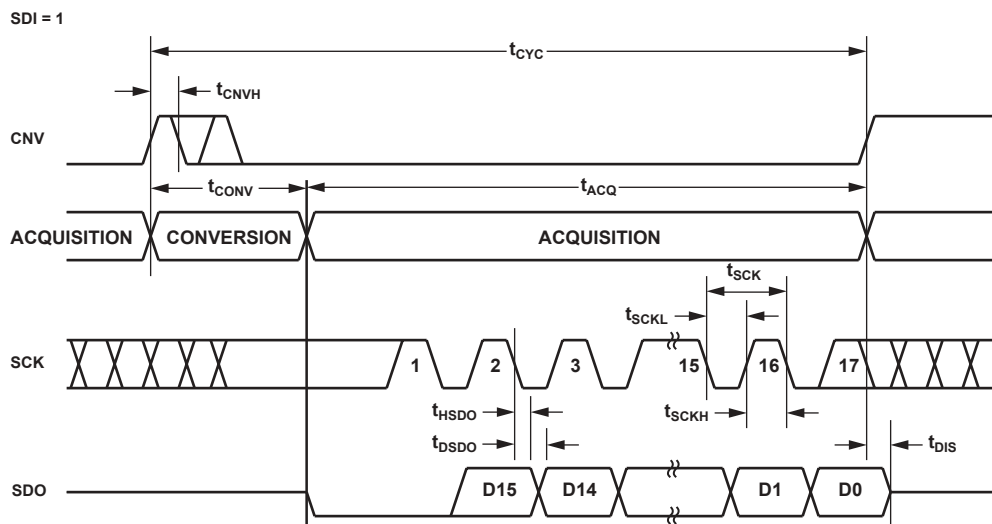 SDI = 1
tCYC
tCNVH
CNV
tCONV
tACQ
ACQUISITION
CONVERSION
ACQUISITION
tSCK
tSCKL
SCK
1
2
3
15
16
17
tHSDO
tSCKH
tDSDO
tDIS
SDO
D15
D14
D1
D0